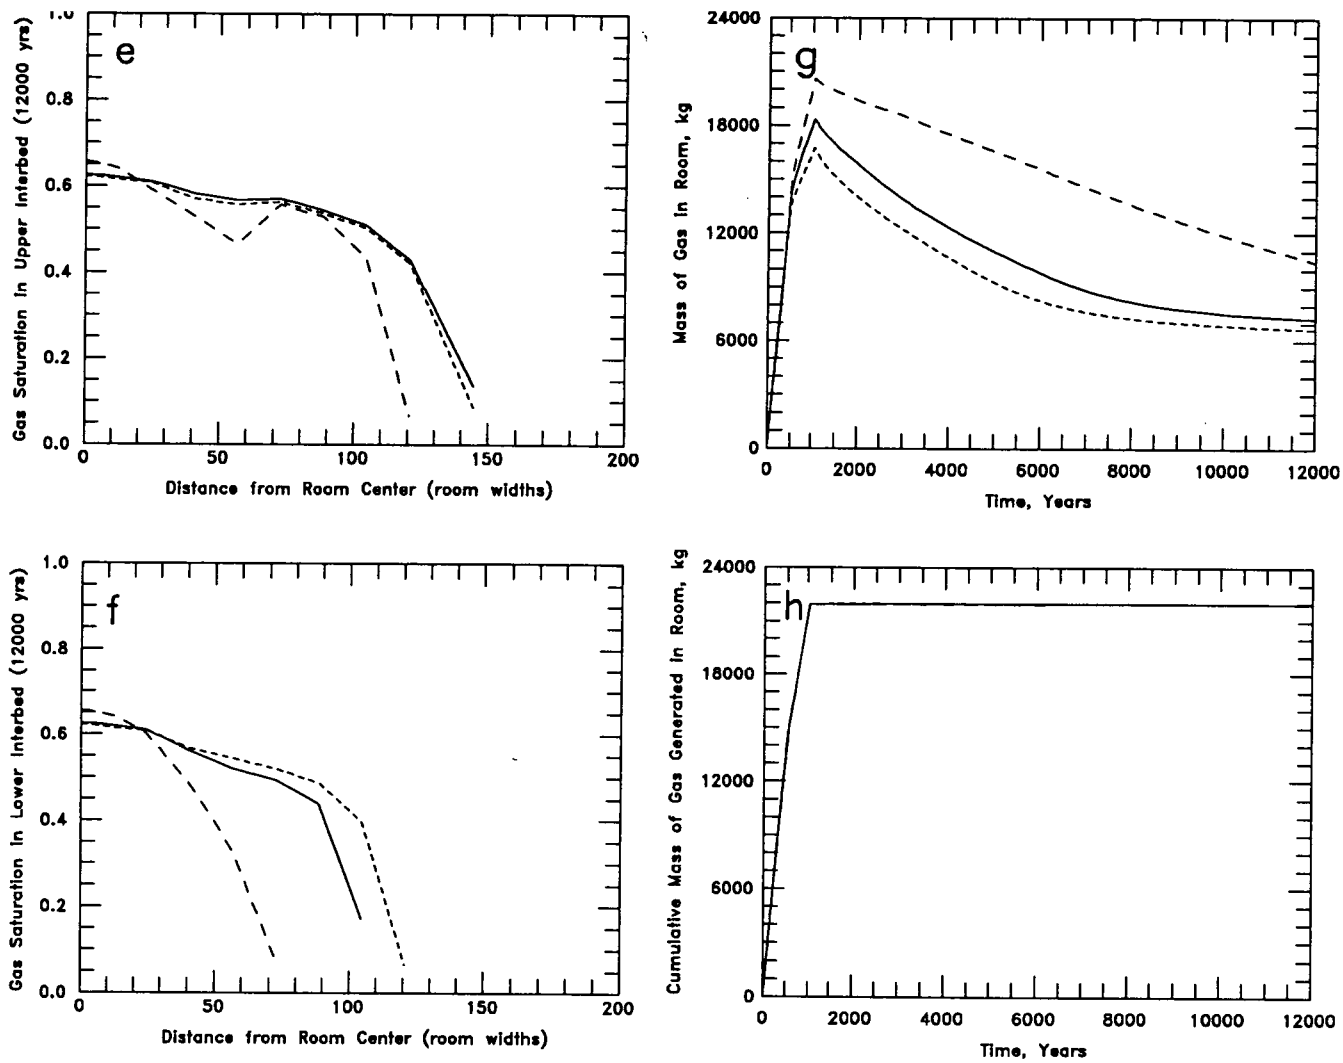 e
1.0
0.8
0.6
0.4
0.2
0.0
0 50 100 150 200
Gas Saturation in Upper Interbed (12000 yrs)
Distance from Room Center (room widths)
g
24000
18000
12000
6000
0
0 2000 4000 6000 8000 10000 12000
Mass of Gas in Room, kg
Time, Years
f
1.0
0.8
0.6
0.4
0.2
0.0
0 50 100 150 200
Gas Saturation in Lower Interbed (12000 yrs)
Distance from Room Center (room widths)
h
24000
18000
12000
6000
0
0 2000 4000 6000 8000 10000 12000
Cumulative Mass of Gas Generated in Room, kg
Time, Years